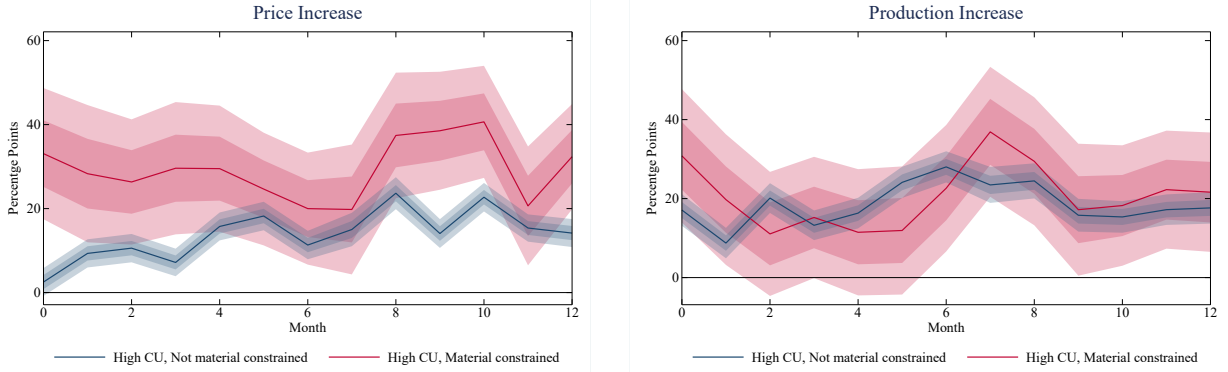 Price Increase
60
40
20
0
Percentge Points
0 2 4 6 8 10 12
Month
High CU, Not material constrained High CU, Material constrained
Production Increase
60
40
20
0
Percentge Points
0 2 4 6 8 10 12
Month
High CU, Not material constrained High CU, Material constrained